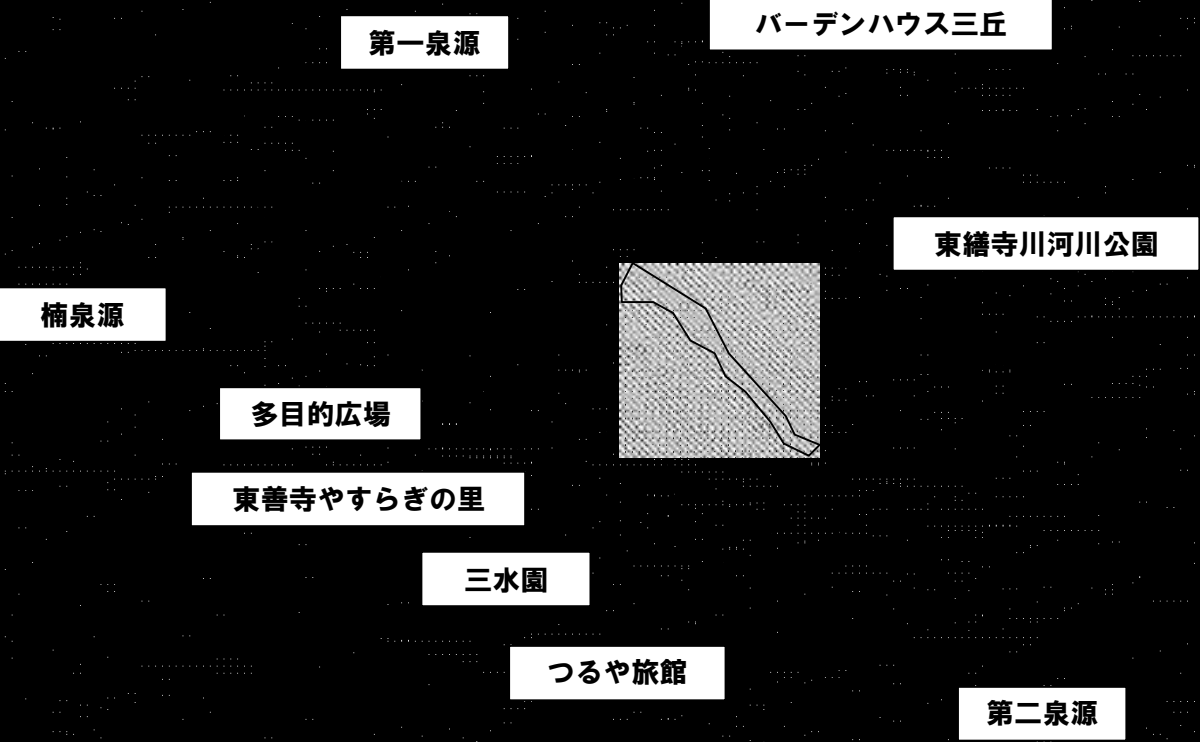 第一泉源
バーデンハウス三丘
東繕寺川河川公園
楠泉源
多目的広場
東善寺やすらぎの里
三水園
つるや旅館
第二泉源